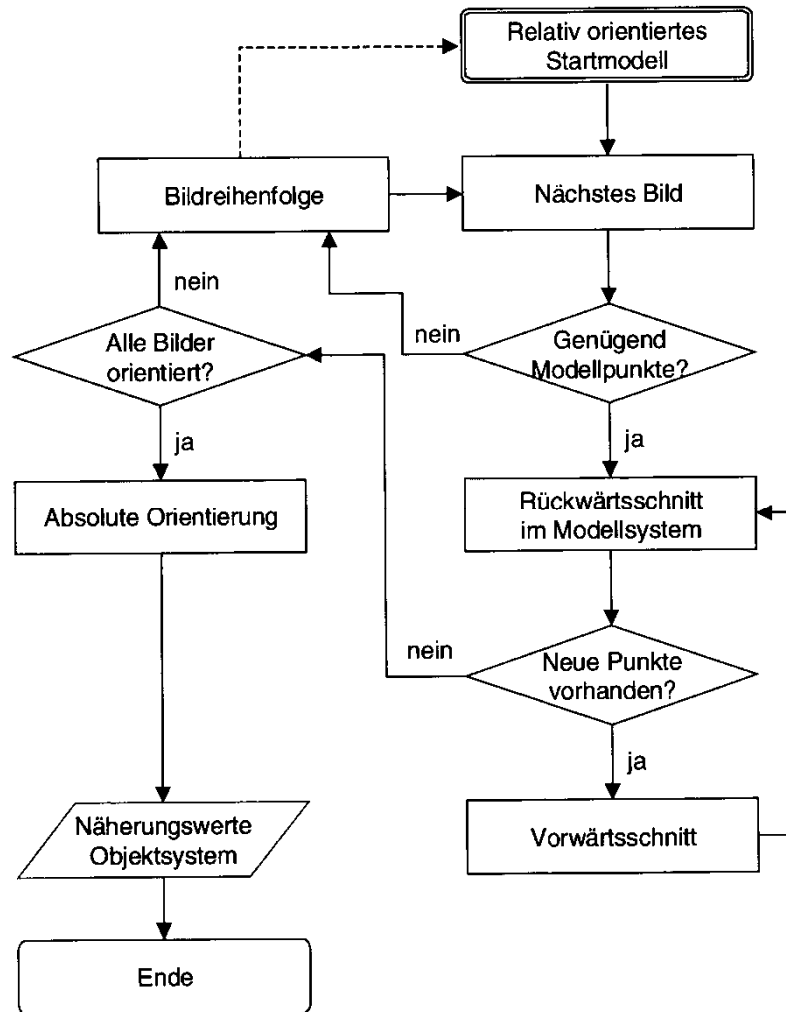 Relativ orientiertes
Startmodell
Bildreihenfolge
Nächstes Bild
nein
nein
Alle Bilder
orientiert?
Genügend
Modellpunkte?
ja
ja
Absolute Orientierung
Rückwärtsschnitt
im Modellsystem
nein
Neue Punkte
vorhanden?
ja
Näherungswerte
Objektsystem
Vorwärtsschnitt
Ende